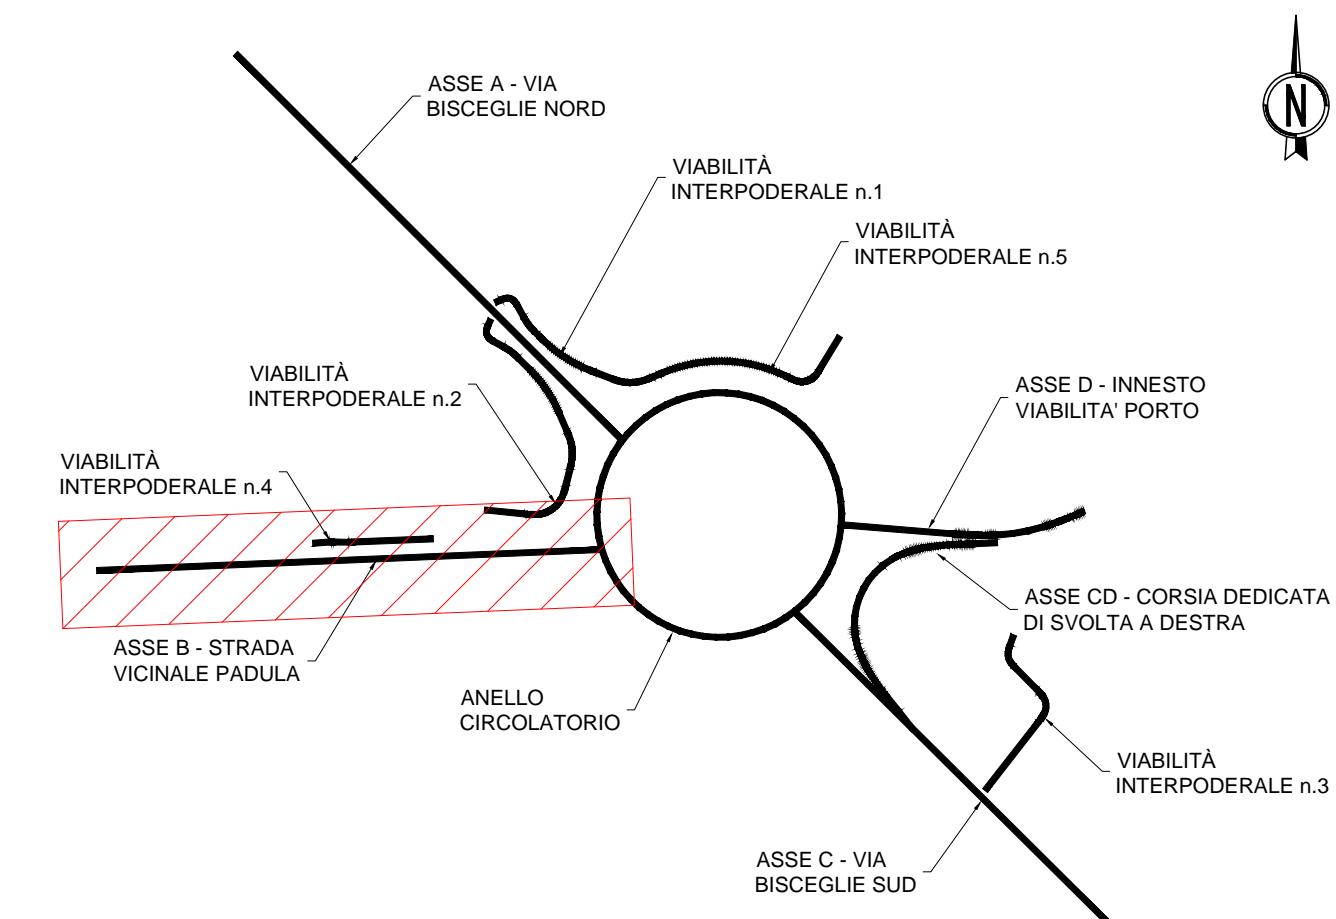 ASSE A - VIA
BISCEGLIE NORD
N
VIABILITÀ
INTERPODERALE n.1
VIABILITÀ
INTERPODERALE n.5
VIABILITÀ
INTERPODERALE n.2
ASSE D - INNESTO
VIABILITA' PORTO
VIABILITÀ
INTERPODERALE n.4
ASSE CD - CORSIA DEDICATA
DI SVOLTA A DESTRA
ASSE B - STRADA
VICINALE PADULA
ANELLO
CIRCOLATORIO
VIABILITÀ
INTERPODERALE n.3
ASSE C - VIA
BISCEGLIE SUD